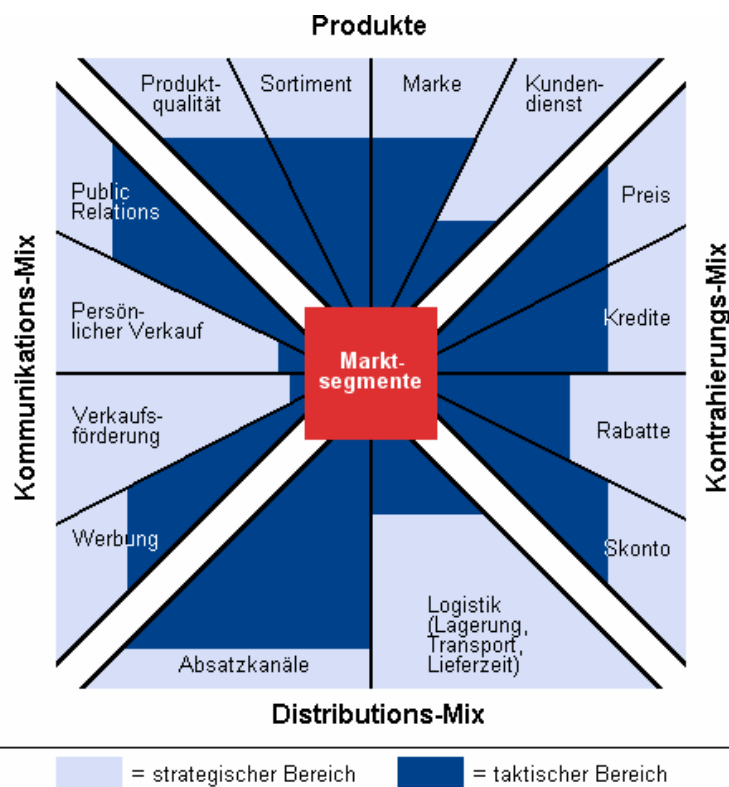 Produkte
Produkt-
qualität
Sortiment
Marke
Kunden-
dienst
Public
Relations
Preis
Persön-
licher Verkauf
Kredite
Markt-
segmente
Verkaufs-
förderung
Rabatte
Werbung
Skonto
Logistik
(Lagerung,
Transport,
Lieferzeit)
Absatzkanäle
Kommunikations-Mix
Kontrahierungs-Mix
Distributions-Mix
= strategischer Bereich
= taktischer Bereich